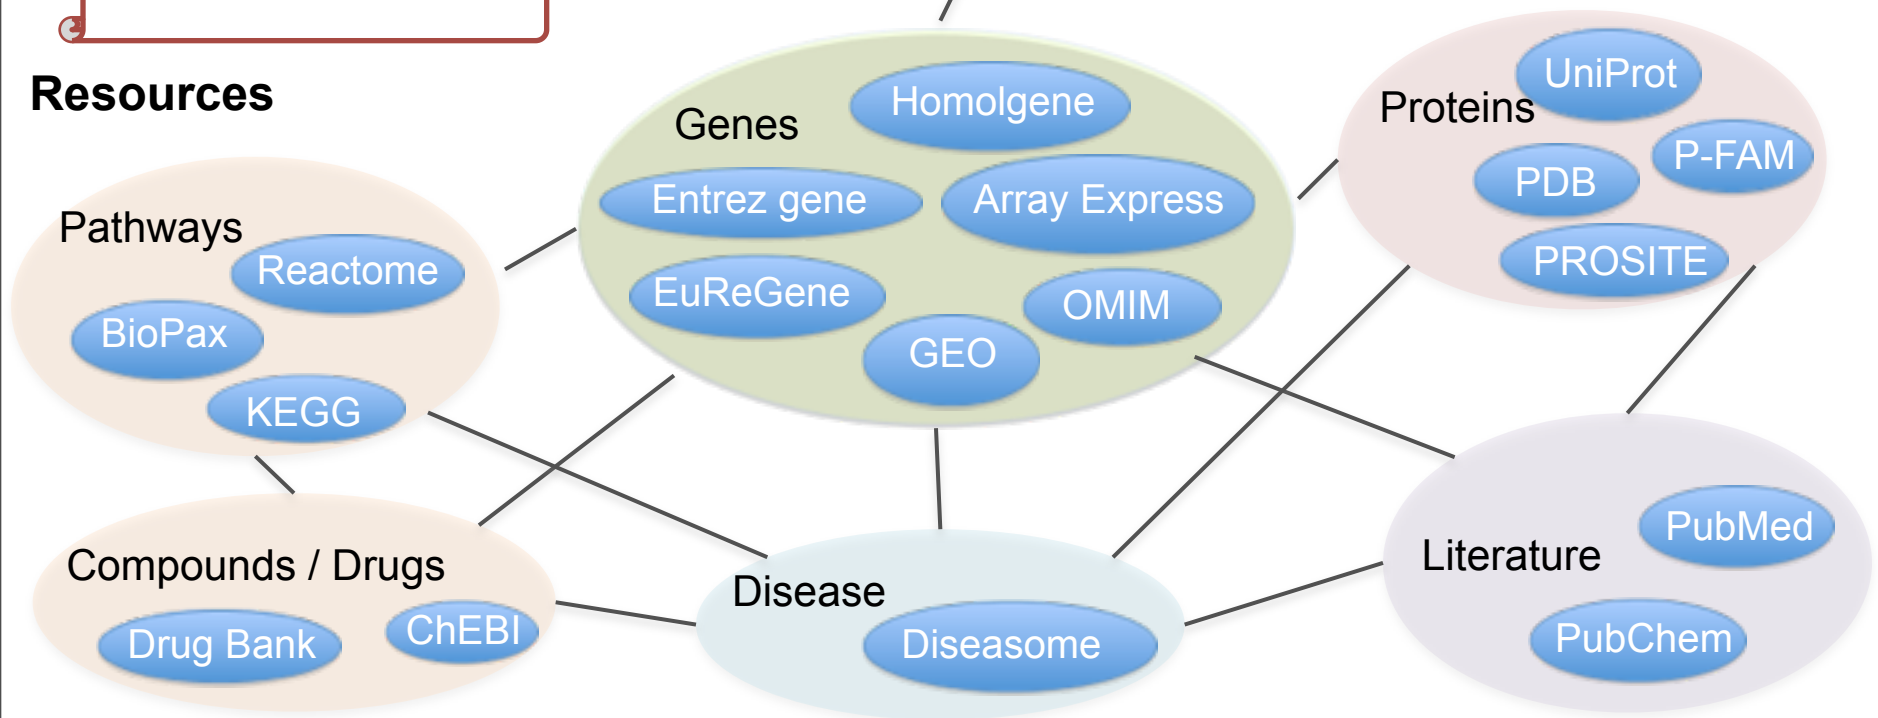 Resources
Genes
Homolgene
Entrez gene
Array Express
EuReGene
OMIM
GEO
Proteins
UniProt
P-FAM
PDB
PROSITE
Pathways
Reactome
BioPax
KEGG
Compounds / Drugs
Drug Bank
ChEBI
Disease
Diseasome
Literature
PubMed
PubChem